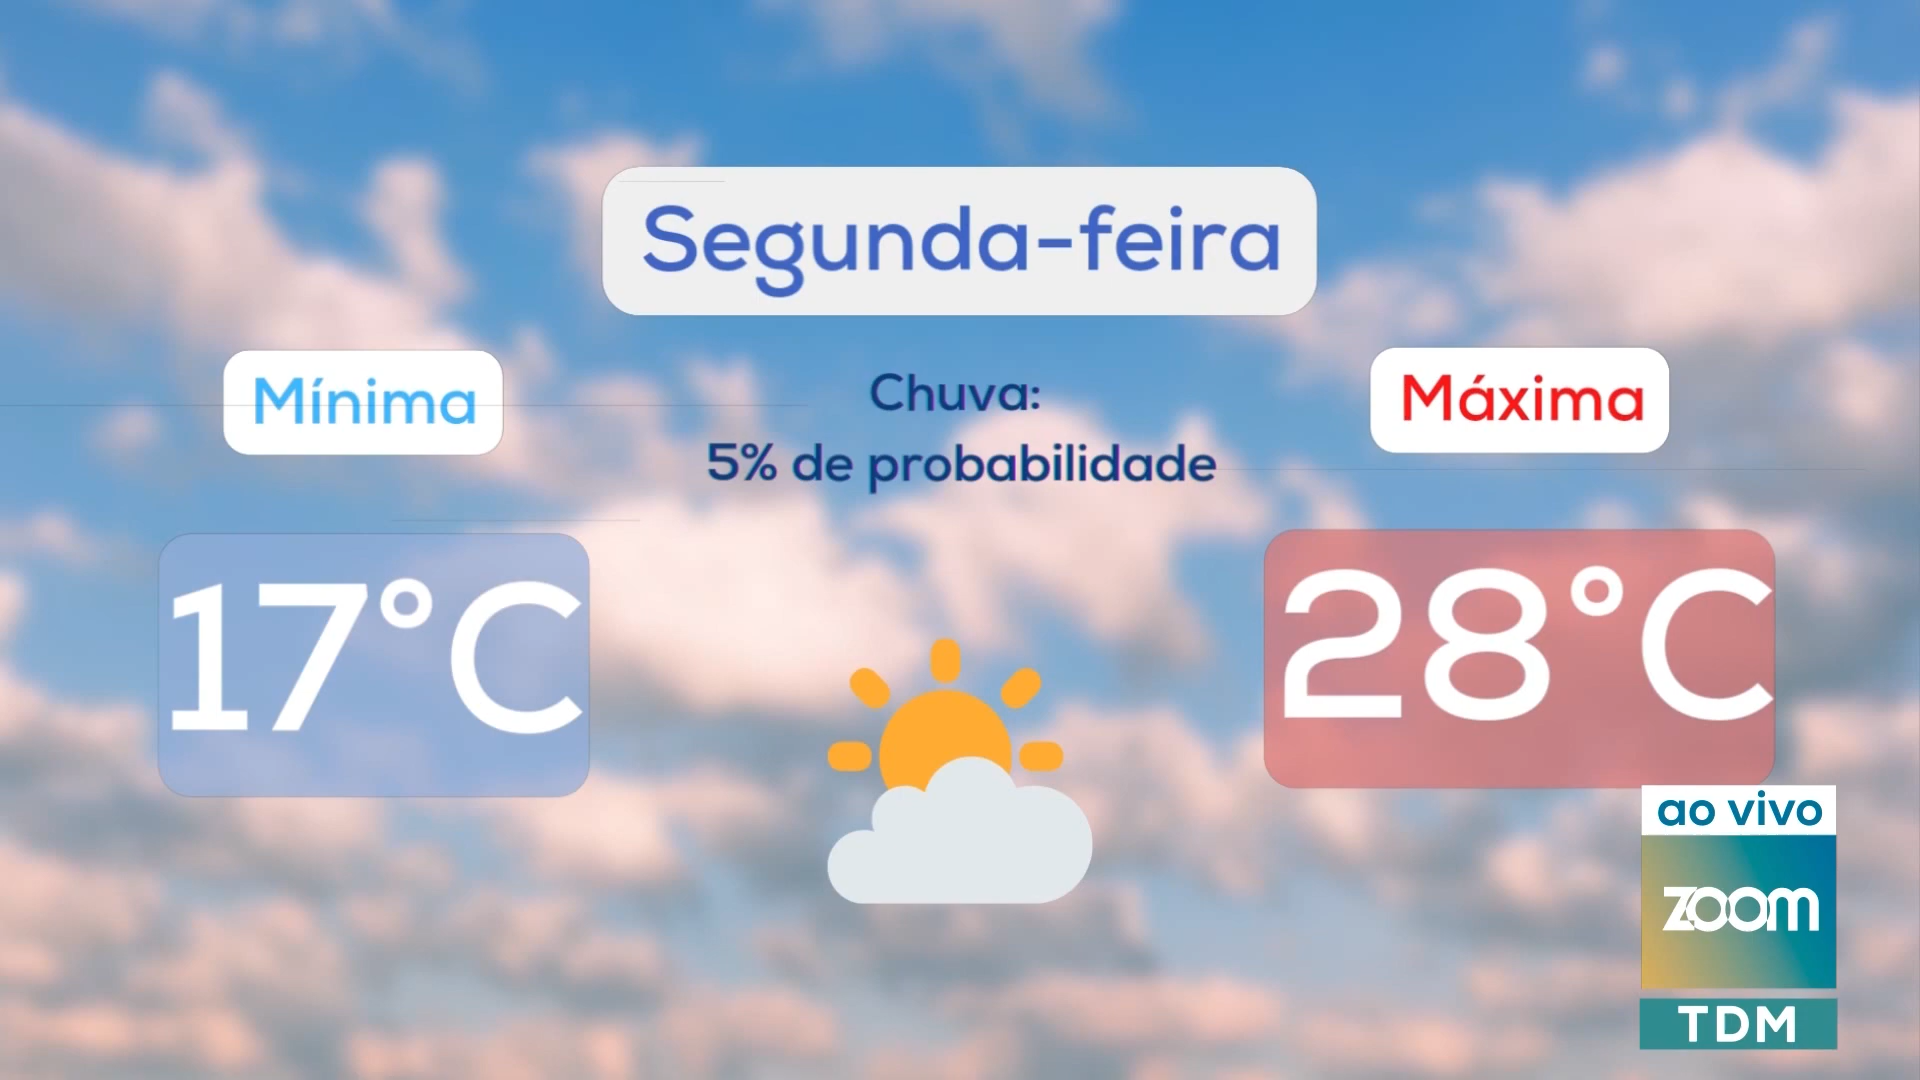 Segunda-feira
Mínima
Chuva:
5% de probabilidade
Máxima
17°C
28°C
ao vivo
zoom
TDM